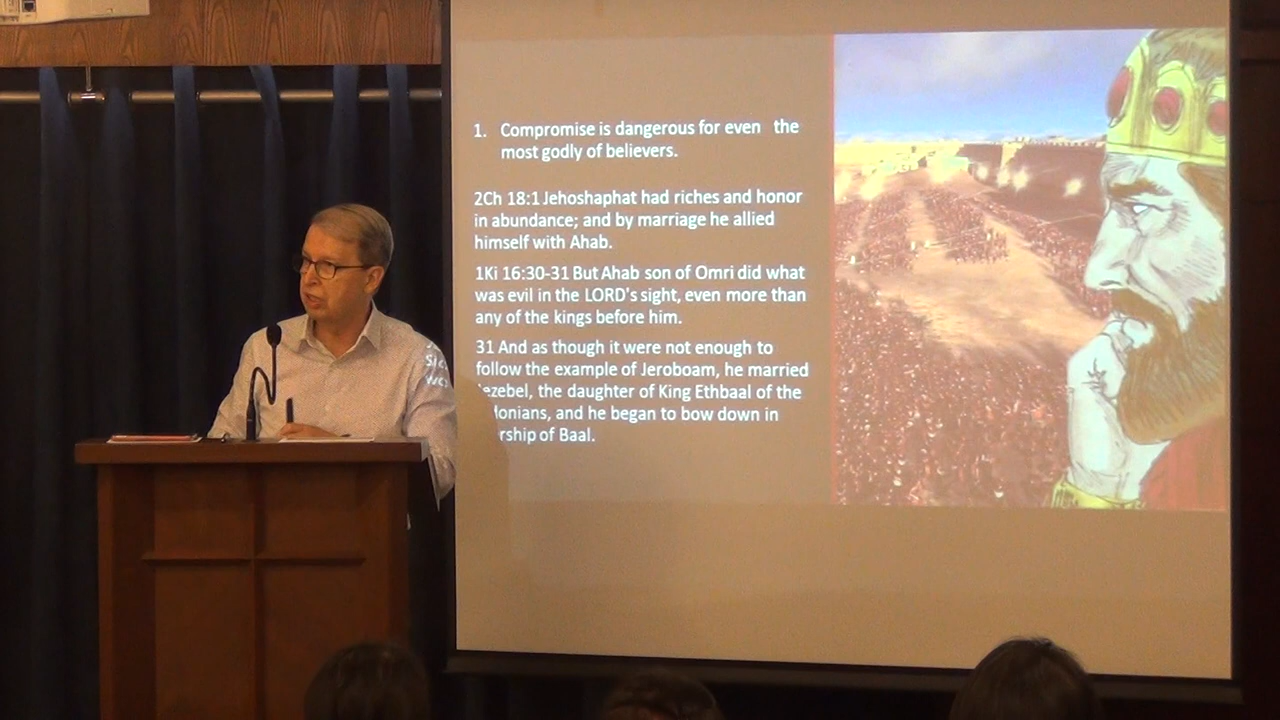 1. Compromise is dangerous for even the
most godly of believers.
2Ch 18:1 Jehoshaphat had riches and honor
in abundance; and by marriage he allied
himself with Ahab.
1Ki 16:30-31 But Ahab son of Omri did what
was evil in the LORD's sight, even more than
any of the kings before him.
31 And as though it were not enough to
follow the example of Jeroboam, he married
ezebel, the daughter of King Ethbaal of the
donians, and he began to bow down in
rship of Baal.